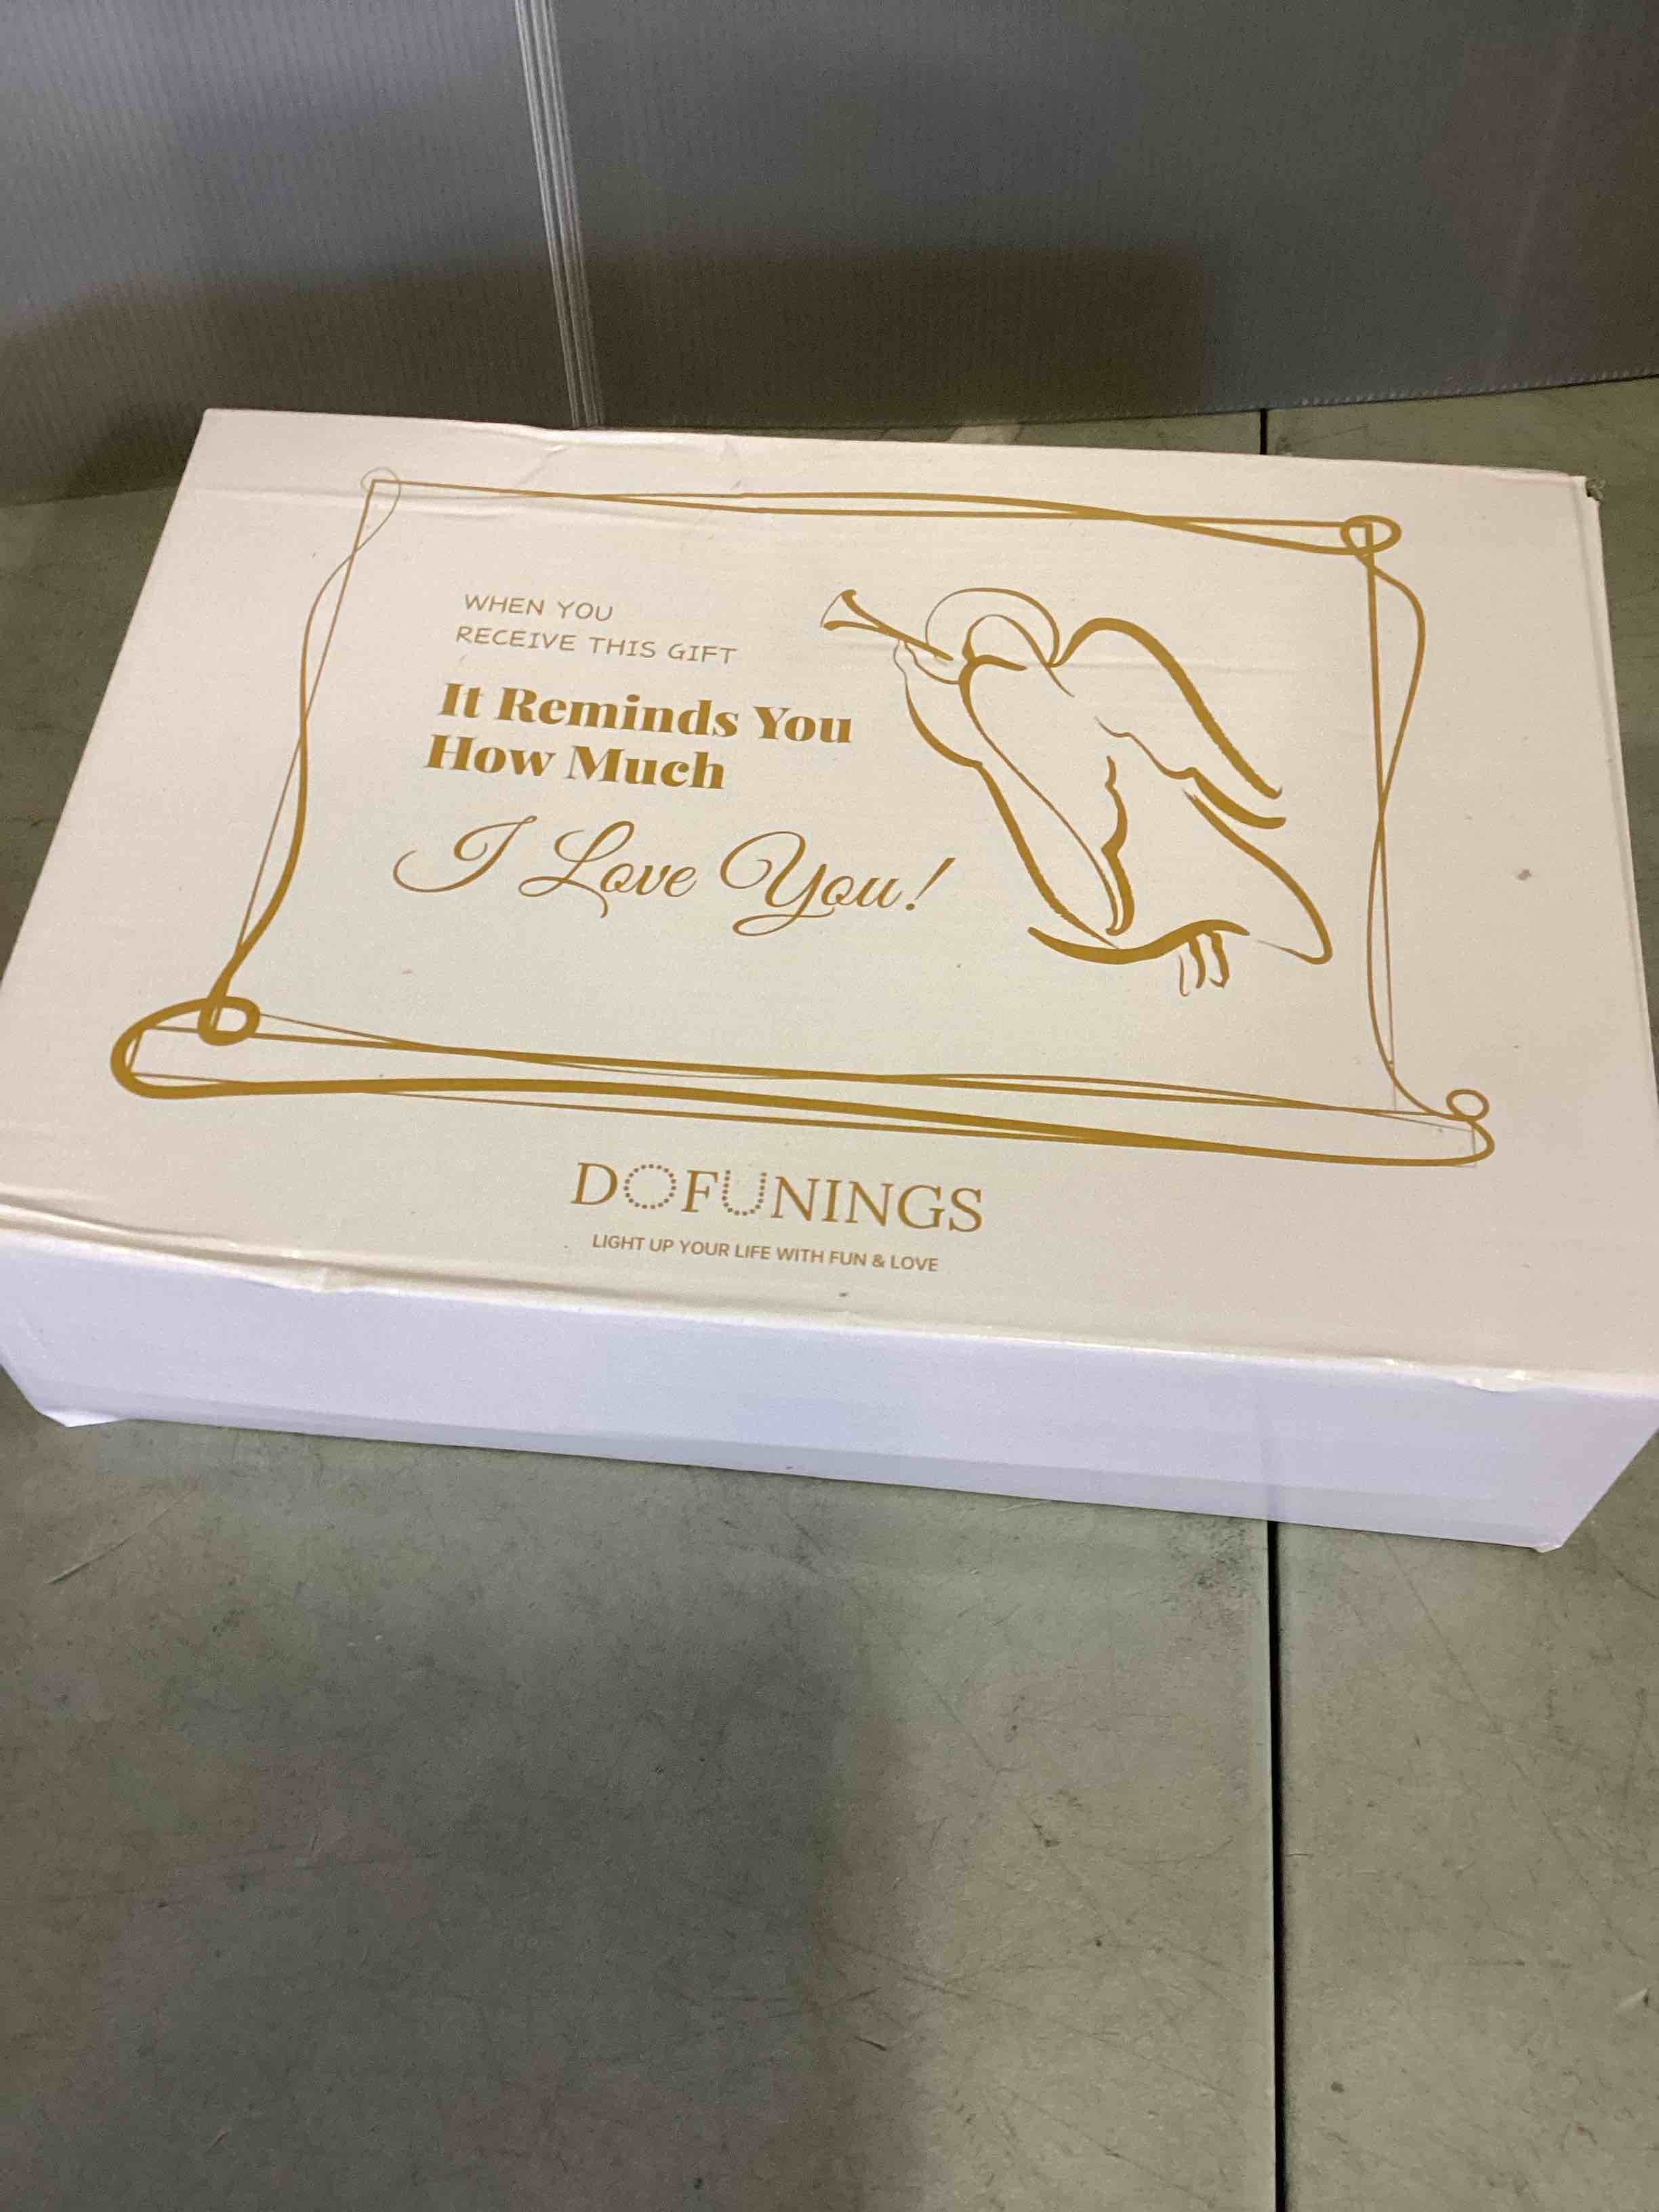 WHEN YOU
RECEIVE THIS GIFT
It Reminds You
How Much
I Love You!
DOFUNINGS
LIGHT UP YOUR LIFE WITH FUN & LOVE